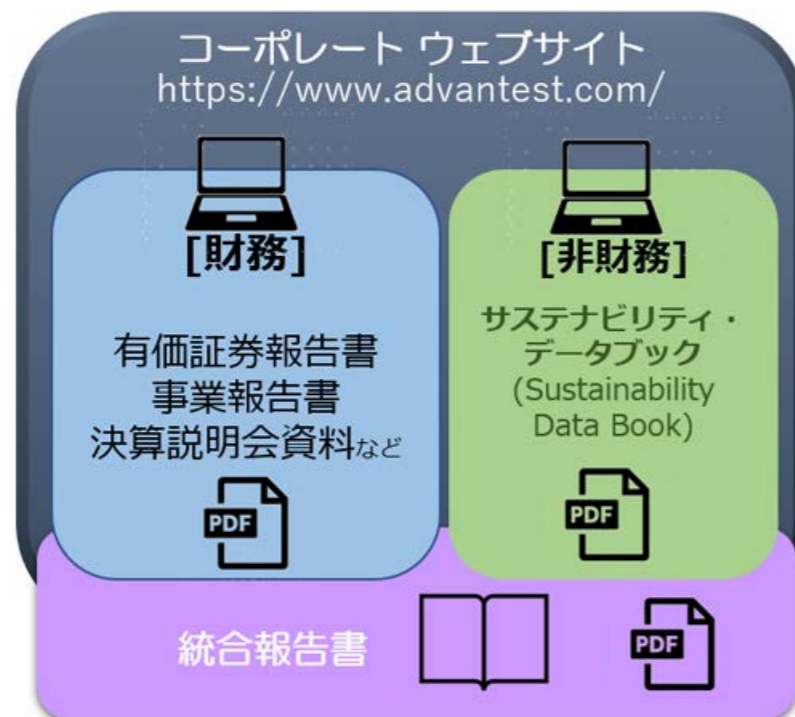 コーポレート ウェブサイト
https://www.advantest.com/
[財務]
有価証券報告書
事業報告書
決算説明会資料など
PDF
[非財務]
サステナビリティ・
データブック
(Sustainability
Data Book)
PDF
統合報告書
PDF